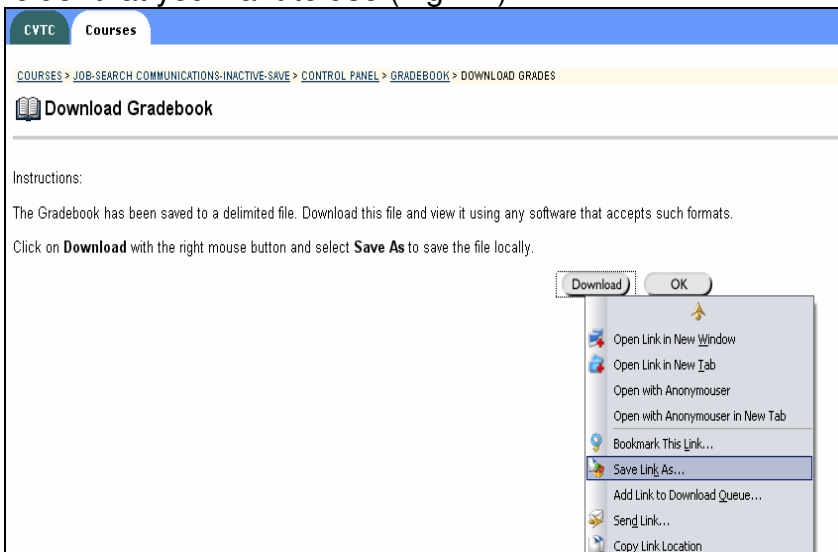 CVTC Courses
COURSES > JOB-SEARCH COMMUNICATIONS-INACTIVE-SAVE > CONTROL PANEL > GRADEBOOK > DOWNLOAD GRADES
Download Gradebook
Instructions:
The Gradebook has been saved to a delimited file. Download this file and view it using any software that accepts such formats.
Click on Download with the right mouse button and select Save As to save the file locally.
Download OK
Open Link in New Window
Open Link in New Tab
Open with Anonymouser
Open with Anonymouser in New Tab
Bookmark This Link...
Save Link As...
Add Link to Download Queue...
Send Link...
Copy Link Location